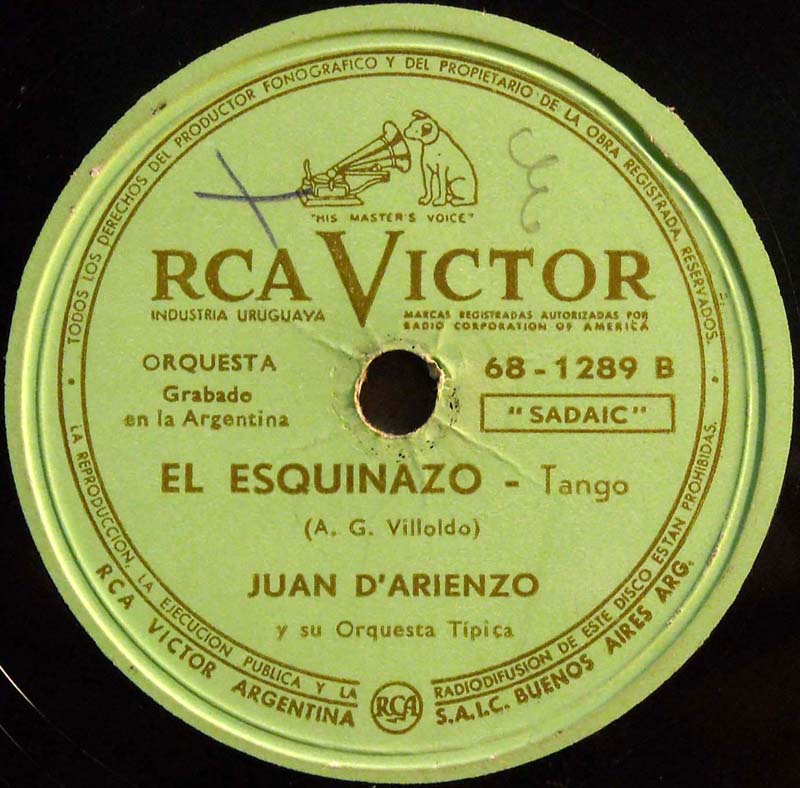 TODOS LOS DERECHOS DEL PRODUCTOR FONOGRAFICO Y DEL PROPIETARIO DE LA OBRA REGISTRADA, RESERVADOS.
"HIS MASTER'S VOICE"
RCA VICTOR
INDUSTRIA URUGUAYA
MARCAS REGISTRADAS AUTORIZADAS POR
RADIO CORPORATION OF AMERICA
ORQUESTA
Grabado
en la Argentina
68-1289 B
"SADAIC"
EL ESQUINAZO - Tango
(A. G. Villoldo)
JUAN D'ARIENZO
y su Orquesta Típica
LA REPRODUCCION, LA EJECUCION PUBLICA Y LA RADIODIFUSION DE ESTE DISCO ESTAN PROHIBIDAS.
RCA VICTOR ARGENTINA RCA S.A.I.C. BUENOS AIRES ARG.